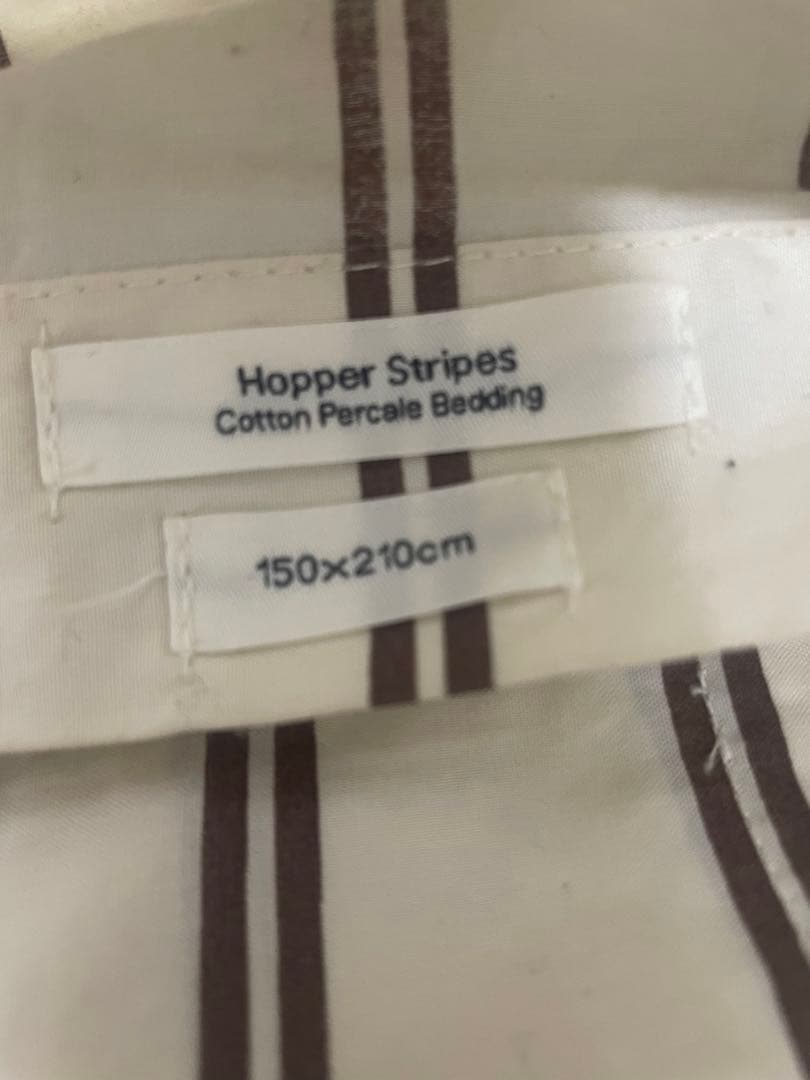 Hopper Stripes
Cotton Percale Bedding
150x210cm